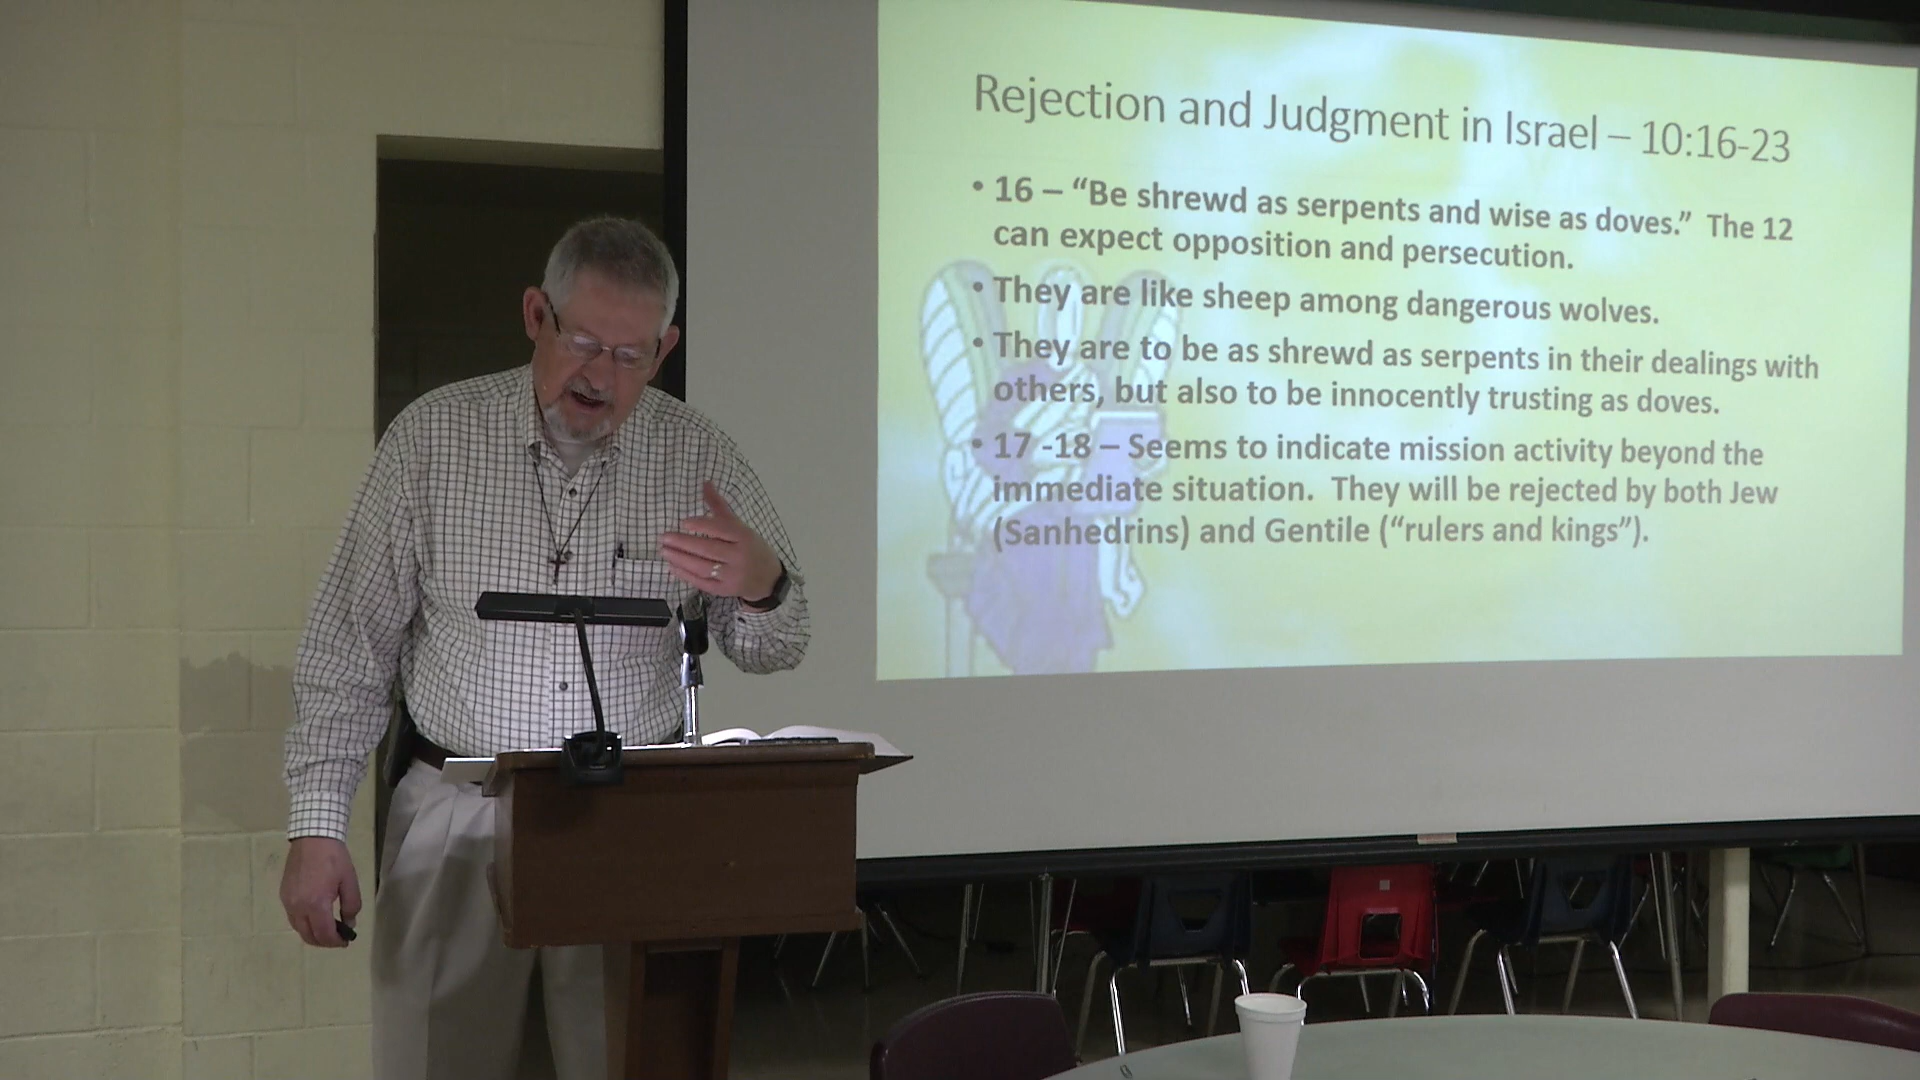 Rejection and Judgment in Israel – 10:16-23
• 16 – “Be shrewd as serpents and wise as doves.” The 12
can expect opposition and persecution.
• They are like sheep among dangerous wolves.
• They are to be as shrewd as serpents in their dealings with
others, but also to be innocently trusting as doves.
• 17 -18 – Seems to indicate mission activity beyond the
immediate situation. They will be rejected by both Jew
(Sanhedrins) and Gentile (“rulers and kings”).